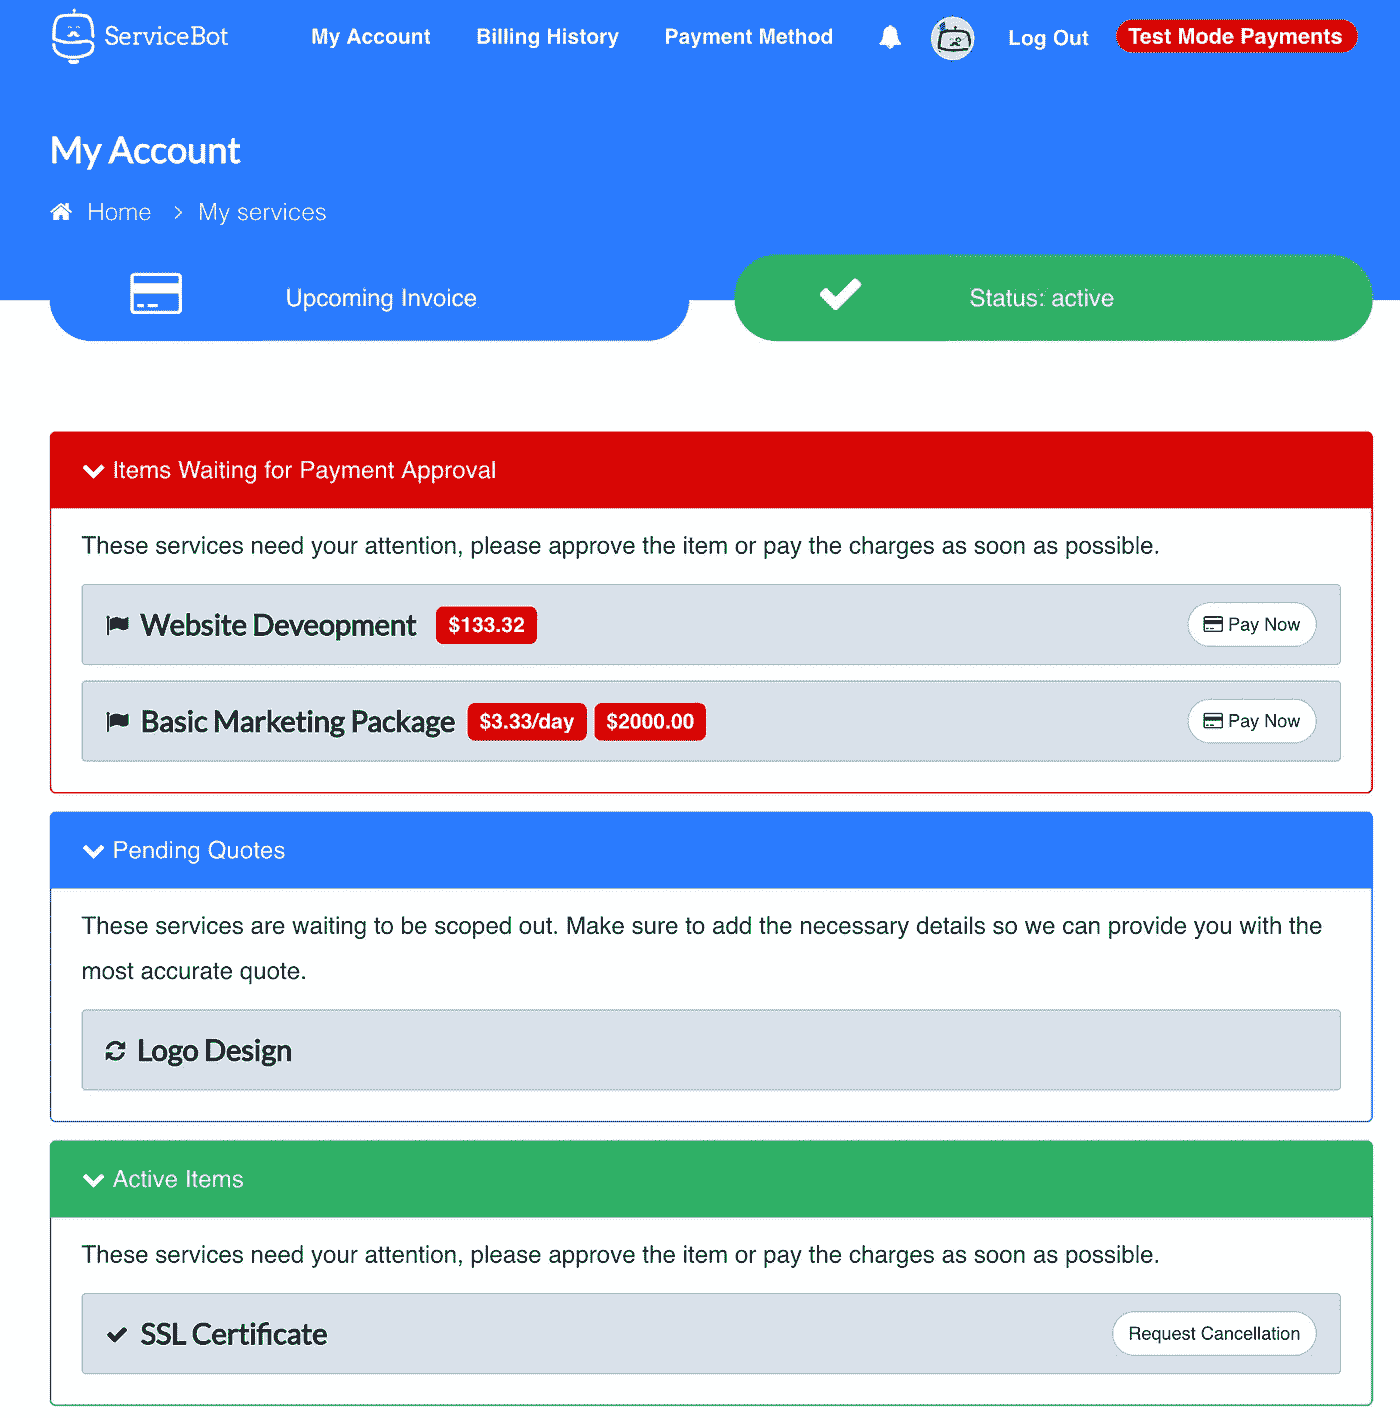 ServiceBot My Account Billing History Payment Method Log Out Test Mode Payments
My Account
Home > My services
Upcoming Invoice Status: active
Items Waiting for Payment Approval
These services need your attention, please approve the item or pay the charges as soon as possible.
Website Deveopment $133.32 Pay Now
Basic Marketing Package $3.33/day $2000.00 Pay Now
Pending Quotes
These services are waiting to be scoped out. Make sure to add the necessary details so we can provide you with the
most accurate quote.
Logo Design
Active Items
These services need your attention, please approve the item or pay the charges as soon as possible.
SSL Certificate Request Cancellation